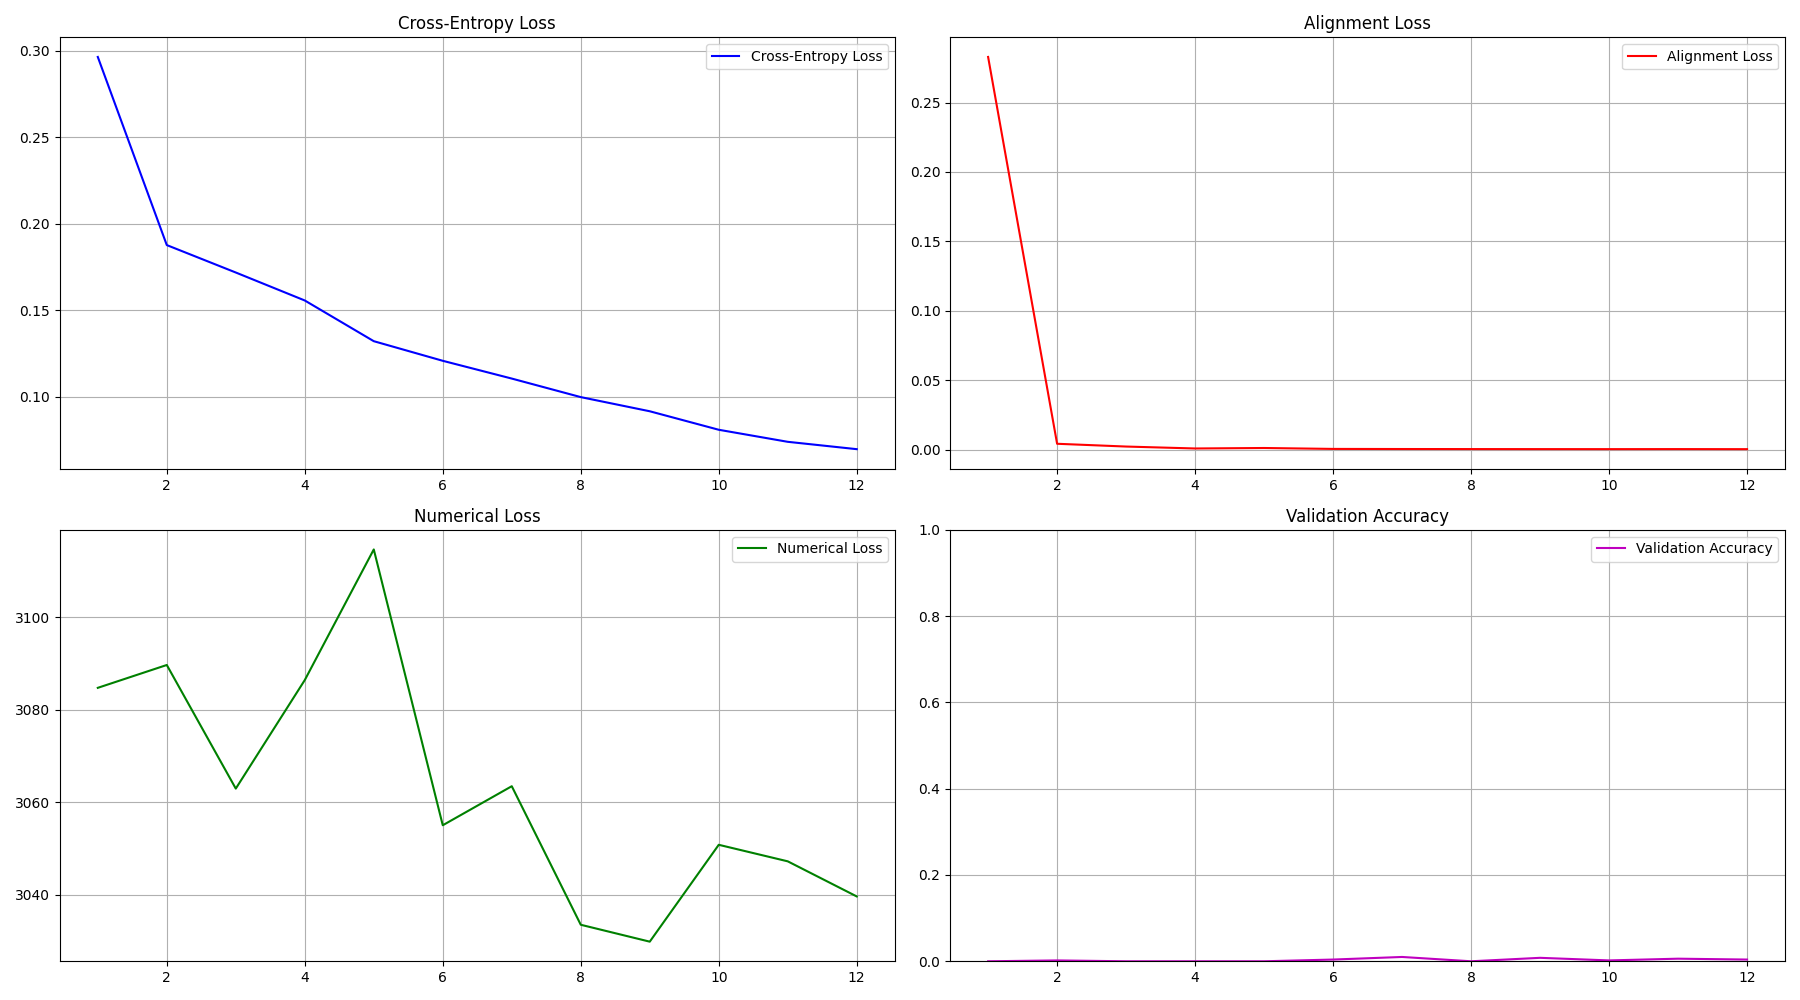 Cross-Entropy Loss
Cross-Entropy Loss
0.30
0.25
0.20
0.15
0.10
2 4 6 8 10 12
Alignment Loss
Alignment Loss
0.25
0.20
0.15
0.10
0.05
0.00
2 4 6 8 10 12
Numerical Loss
Numerical Loss
3100
3080
3060
3040
2 4 6 8 10 12
Validation Accuracy
1.0
Validation Accuracy
0.8
0.6
0.4
0.2
0.0
2 4 6 8 10 12